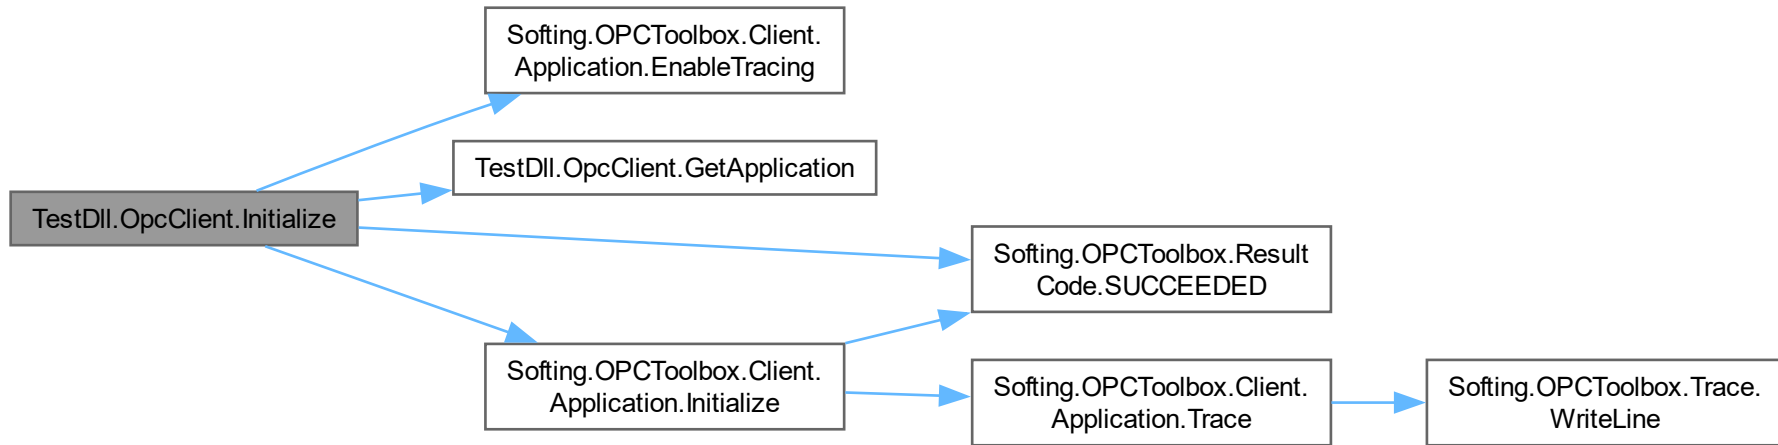 Softing.OPCToolbox.Client.
Application.EnableTracing
TestDll.OpcClient.GetApplication
TestDll.OpcClient.Initialize
Softing.OPCToolbox.Result
Code.SUCCEEDED
Softing.OPCToolbox.Client.
Application.Initialize
Softing.OPCToolbox.Client.
Application.Trace
Softing.OPCToolbox.Trace.
WriteLine